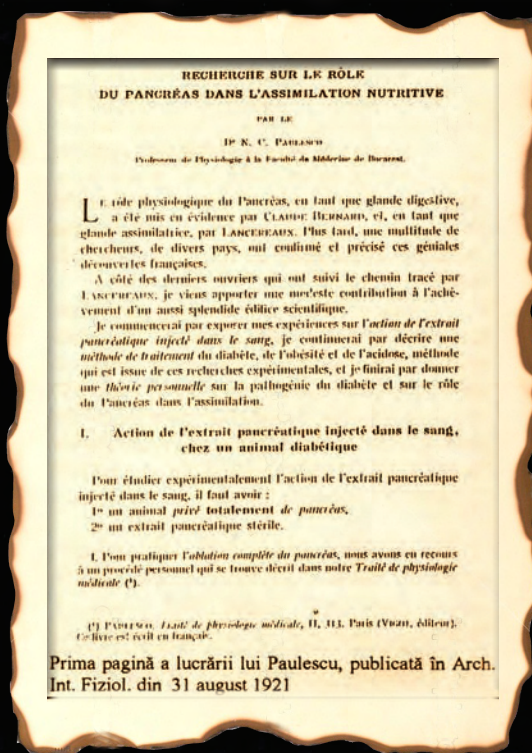 RECHERCHE SUR LE RÔLE
DU PANCRÉAS DANS L'ASSIMILATION NUTRITIVE
PAR LE
Dr N. C. PAULESCO
Professeur de Physiologie à la Faculté de Médecine de Bucarest.
LE rôle physiologique du Pancréas, en tant que glande digestive,
a été mis en évidence par CLAUDE BERNARD, et, en tant que
glande assimilatrice, par LANCEREAUX. Plus tard, une multitude de
chercheurs, de divers pays, ont confirmé et précisé ces géniales
découvertes françaises.
A côté des derniers ouvriers qui ont suivi le chemin tracé par
LANCEREAUX, je viens apporter une modeste contribution à l'achè-
vement d'un aussi splendide édifice scientifique.
Je commencerai par exposer mes expériences sur l'action de l'extrait
pancréatique injecté dans le sang, je continuerai par décrire une
méthode de traitement du diabète, de l'obésité et de l'acidose, méthode
qui est issue de ces recherches expérimentales, et je finirai par donner
une théorie personnelle sur la pathogénie du diabète et sur le rôle
du Pancréas dans l'assimilation.
I. Action de l'extrait pancréatique injecté dans le sang,
chez un animal diabétique
Pour étudier expérimentalement l'action de l'extrait pancréatique
injecté dans le sang, il faut avoir :
1º un animal privé totalement de pancréas,
2º un extrait pancréatique stérile.
I. Pour pratiquer l'ablation complète du pancréas, nous avons eu recours
à un procédé personnel qui se trouve décrit dans notre Traité de physiologie
médicale (¹).
(¹) PAULESCO. Traité de physiologie médicale, II, 313. Paris (VIGOT, éditeur).
Ce livre est écrit en français.
Prima pagină a lucrării lui Paulescu, publicată în Arch.
Int. Fiziol. din 31 august 1921